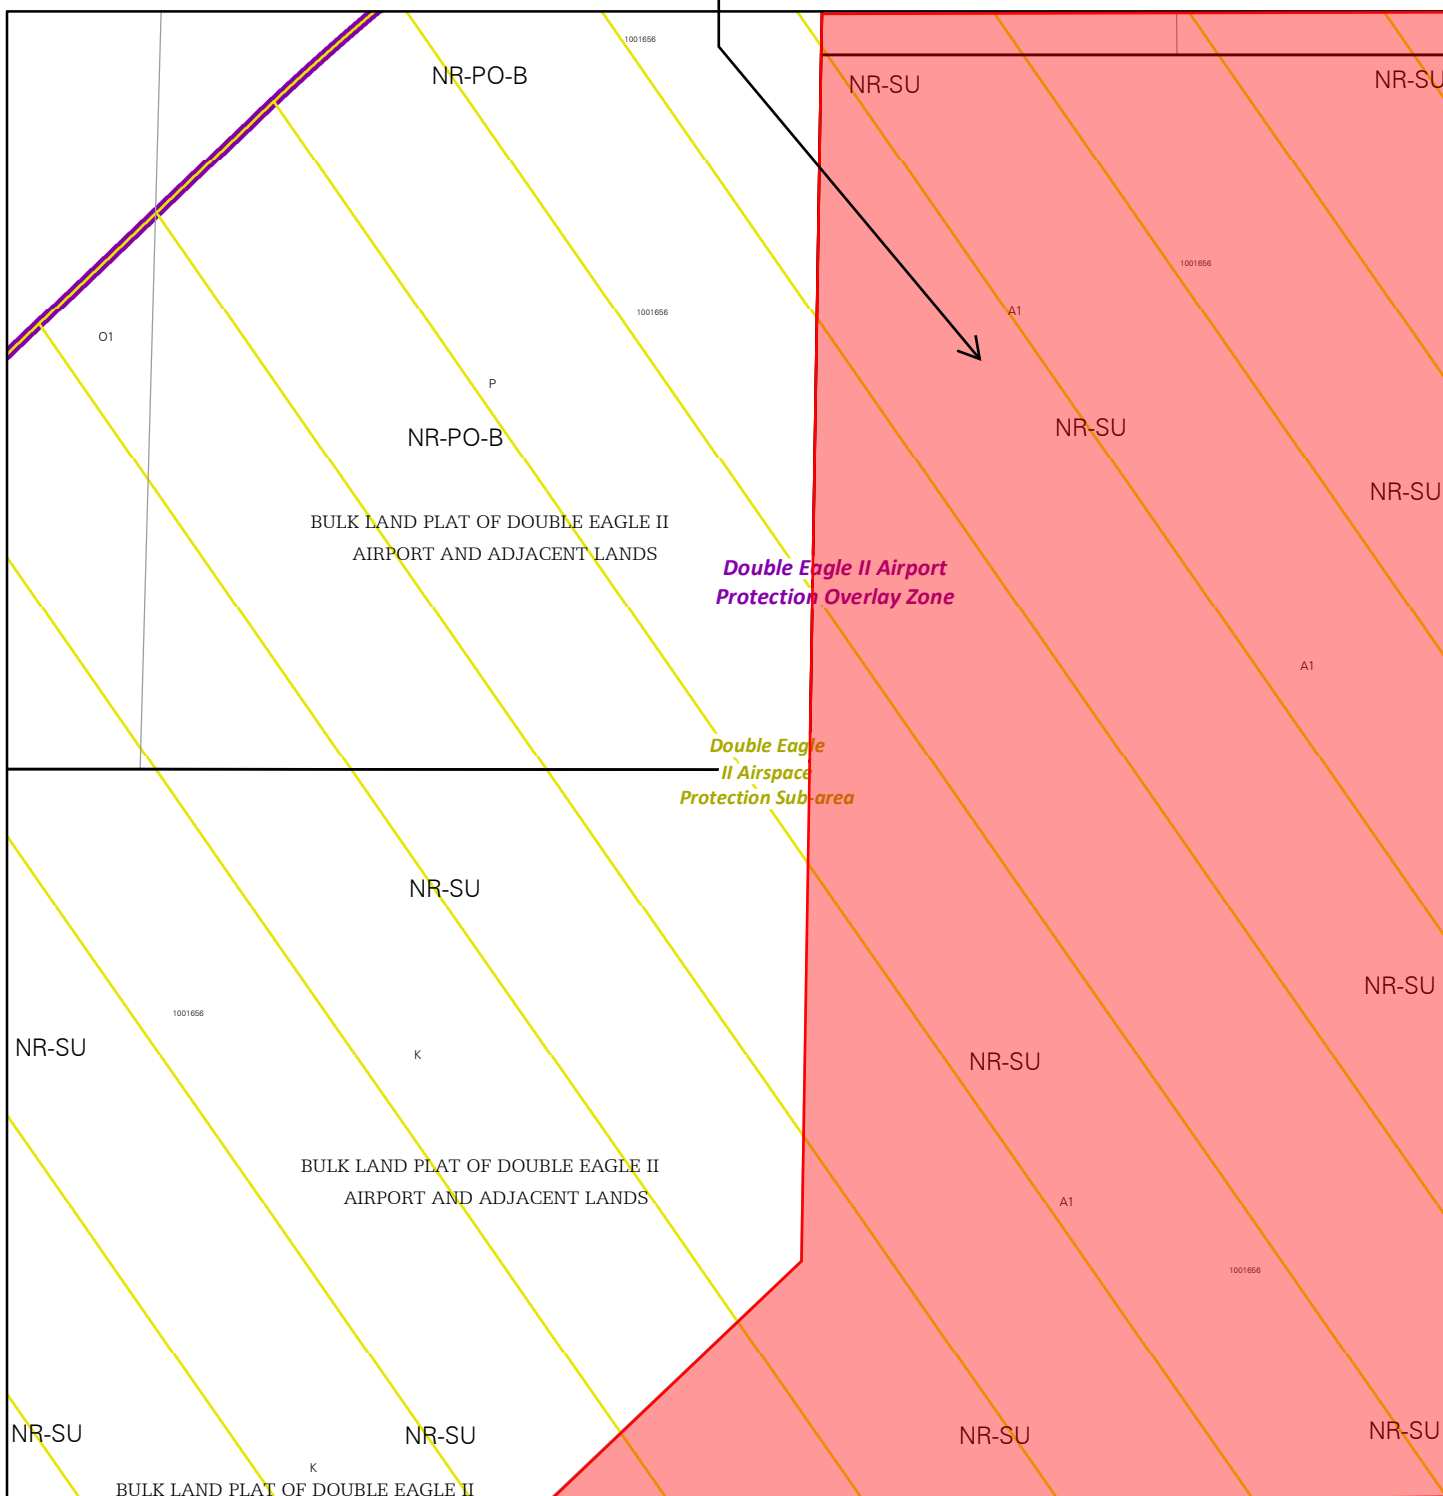 1001656
NR-PO-B
NR-SU
NR-SU
1001656
A1
1001656
O1
P
NR-PO-B
NR-SU
NR-SU
BULK LAND PLAT OF DOUBLE EAGLE II
AIRPORT AND ADJACENT LANDS
Double Eagle II Airport
Protection Overlay Zone
A1
Double Eagle
II Airspace
Protection Sub-area
NR-SU
NR-SU
1001656
NR-SU
K
NR-SU
BULK LAND PLAT OF DOUBLE EAGLE II
AIRPORT AND ADJACENT LANDS
A1
1001656
NR-SU
NR-SU
NR-SU
NR-SU
K
BULK LAND PLAT OF DOUBLE EAGLE II